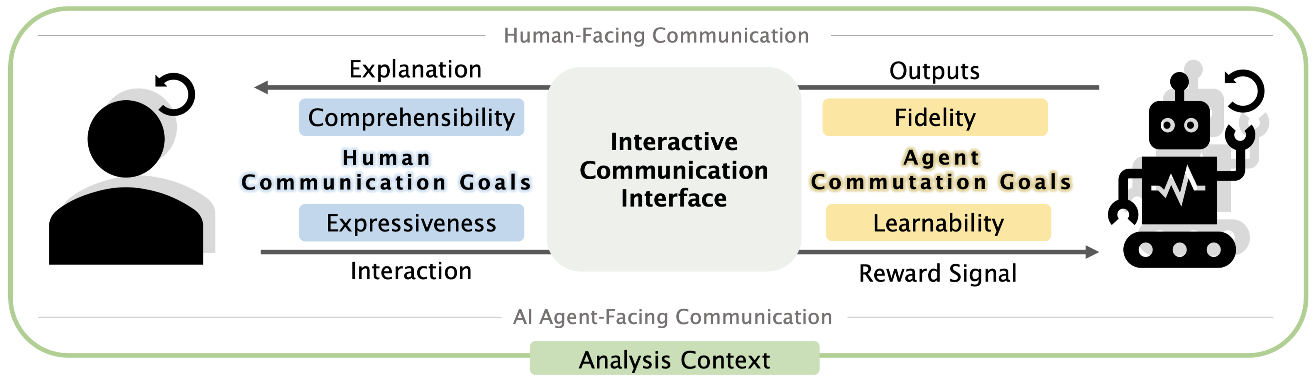 Human-Facing Communication
Explanation
Outputs
Comprehensibility
Fidelity
Human
Communication Goals
Interactive
Communication
Interface
Agent
Commutation Goals
Expressiveness
Learnability
Interaction
Reward Signal
AI Agent-Facing Communication
Analysis Context